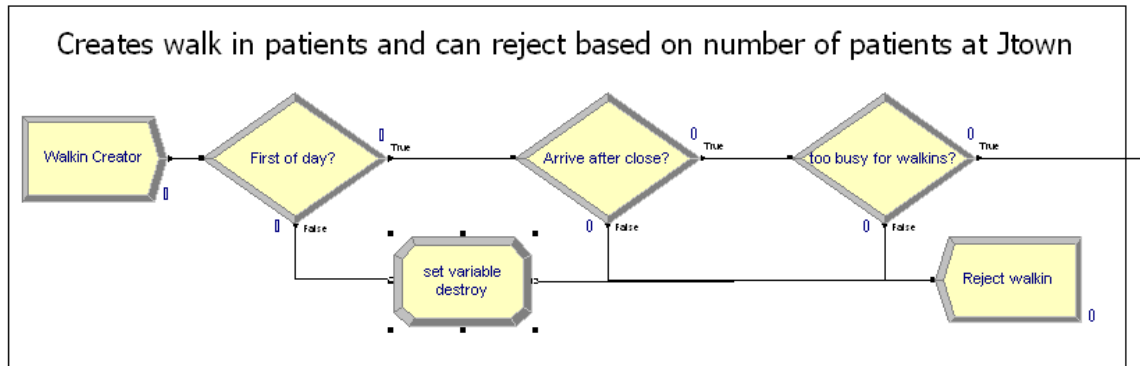 Creates walk in patients and can reject based on number of patients at Jtown
Walkin Creator
0
First of day?
0
True
0
False
Arrive after close?
0
True
0
False
too busy for walkins?
0
True
0
False
set variable
destroy
Reject walkin
0